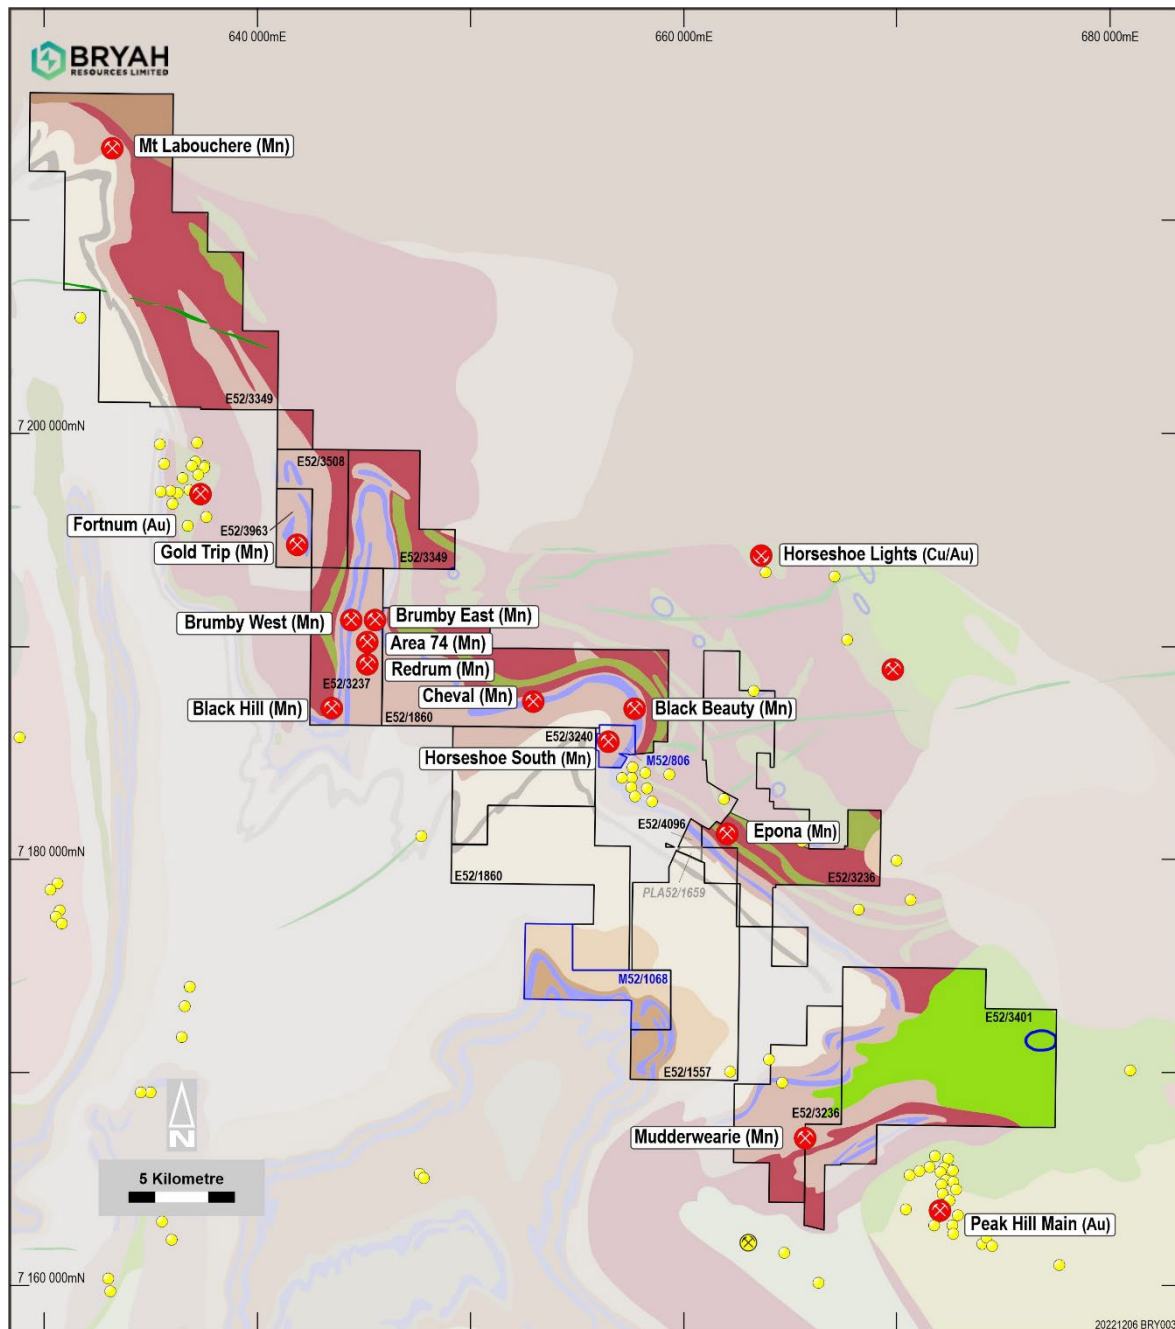 640 000mE
660 000mE
680 000mE
BRYAH
RESOURCES LIMITED
Mt Labouchere (Mn)
E52/3349
7 200 000mN
E52/3508
Fortnum (Au)
E52/3963
Gold Trip (Mn)
E52/3349
Horseshoe Lights (Cu/Au)
Brumby West (Mn)
Brumby East (Mn)
Area 74 (Mn)
Redrum (Mn)
E52/3237
Cheval (Mn)
Black Hill (Mn)
Black Beauty (Mn)
E52/1860
E52/3240
Horseshoe South (Mn)
M52/806
E52/4096
Epona (Mn)
7 180 000mN
E52/1860
PLA52/1659
E52/3236
M52/1068
E52/3401
E52/1557
E52/3236
Mudderwearie (Mn)
N
5 Kilometre
Peak Hill Main (Au)
7 160 000mN
20221206 BRY003